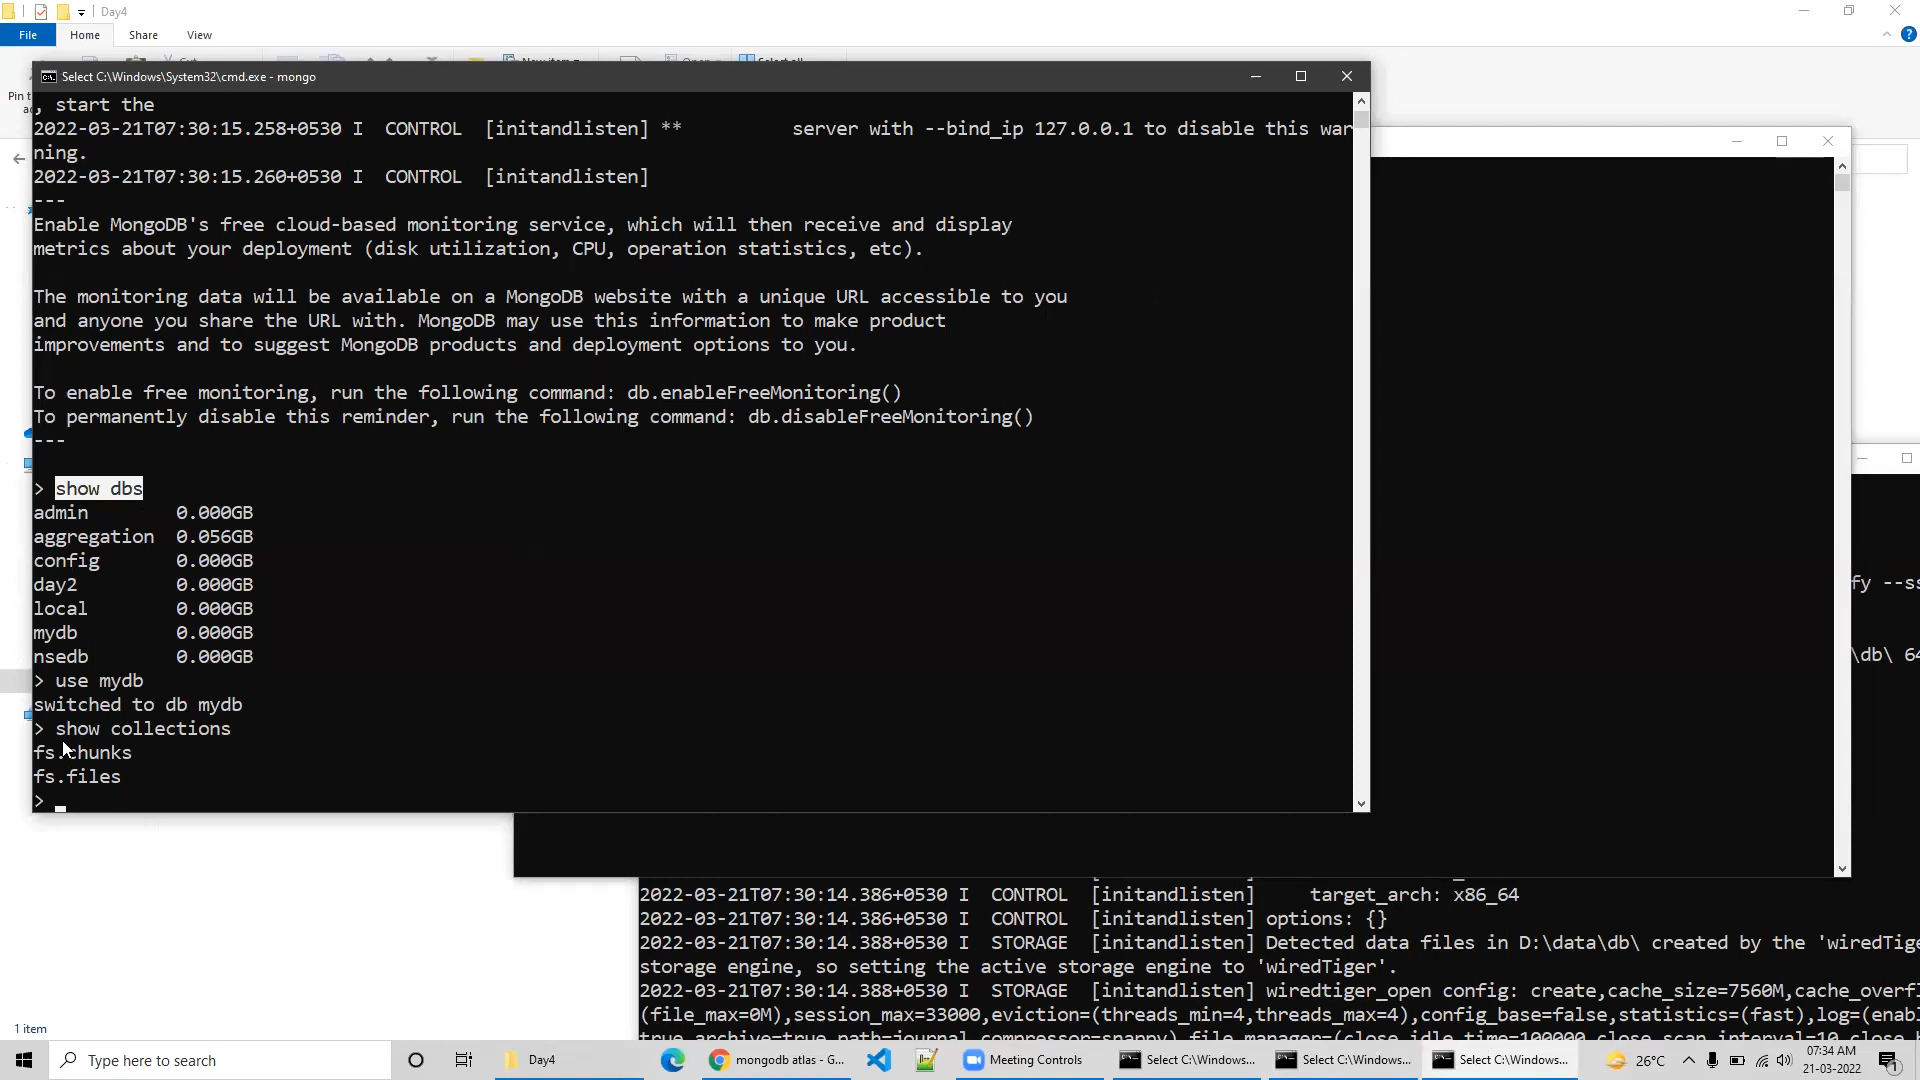 Day4
File Home Share View
Select C:\Windows\System32\cmd.exe - mongo
, start the
2022-03-21T07:30:15.258+0530 I  CONTROL  [initandlisten] **          server with --bind_ip 127.0.0.1 to disable this war
ning.
2022-03-21T07:30:15.260+0530 I  CONTROL  [initandlisten]
---
Enable MongoDB's free cloud-based monitoring service, which will then receive and display
metrics about your deployment (disk utilization, CPU, operation statistics, etc).
The monitoring data will be available on a MongoDB website with a unique URL accessible to you
and anyone you share the URL with. MongoDB may use this information to make product
improvements and to suggest MongoDB products and deployment options to you.
To enable free monitoring, run the following command: db.enableFreeMonitoring()
To permanently disable this reminder, run the following command: db.disableFreeMonitoring()
---
> show dbs
admin        0.000GB
aggregation  0.056GB
config       0.000GB
day2         0.000GB
local        0.000GB
mydb         0.000GB
nsedb        0.000GB
> use mydb
switched to db mydb
> show collections
fs.chunks
fs.files
>
fy --ss
\db\ 64
2022-03-21T07:30:14.386+0530 I  CONTROL  [initandlisten]     target_arch: x86_64
2022-03-21T07:30:14.386+0530 I  CONTROL  [initandlisten] options: {}
2022-03-21T07:30:14.388+0530 I  STORAGE  [initandlisten] Detected data files in D:\data\db\ created by the 'wiredTige
storage engine, so setting the active storage engine to 'wiredTiger'.
2022-03-21T07:30:14.388+0530 I  STORAGE  [initandlisten] wiredtiger_open config: create,cache_size=7560M,cache_overfl
(file_max=0M),session_max=33000,eviction=(threads_min=4,threads_max=4),config_base=false,statistics=(fast),log=(enabl
1 item
Type here to search
Day4
mongodb atlas - G...
Meeting Controls
Select C:\Windows...
Select C:\Windows...
Select C:\Windows...
26°C
07:34 AM
21-03-2022